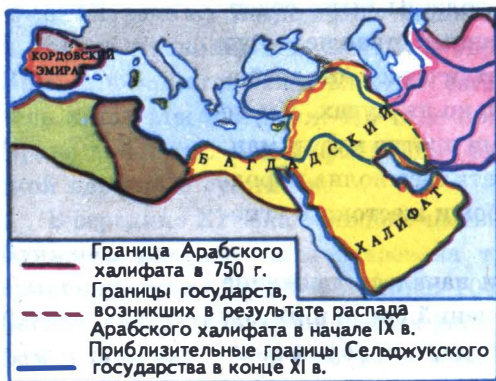 КОРДОВСКИЙ
ЭМИРАТ
БАГДАДСКИЙ
ХАЛИФАТ
Граница Арабского
халифата в 750 г.
Границы государств,
возникших в результате распада
Арабского халифата в начале IX в.
Приблизительные границы Сельджукского
государства в конце XI в.